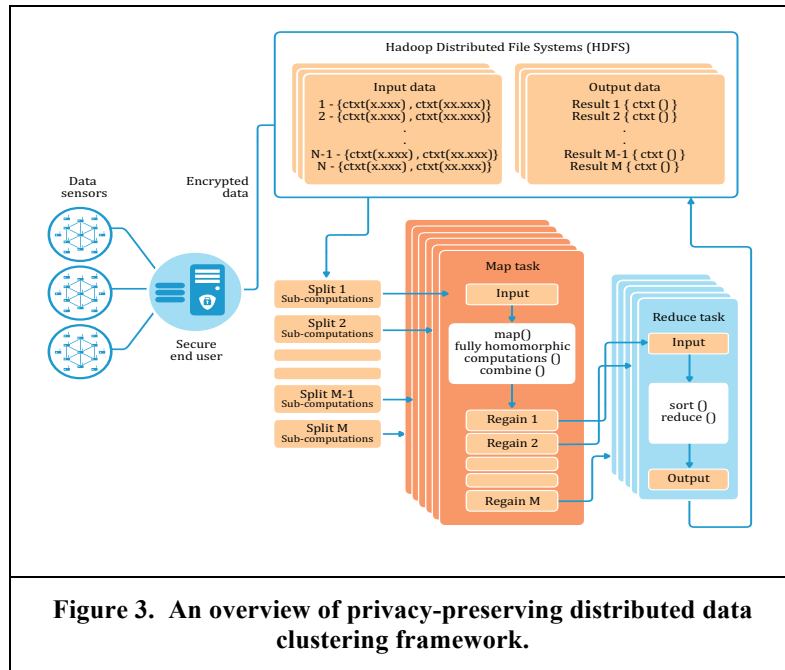 Hadoop Distributed File Systems (HDFS)
Input data
1 - {ctxt(x.xxx) , ctxt(xx.xxx)}
2 - {ctxt(x.xxx) , ctxt(xx.xxx)}
.
.
N-1 - {ctxt(x.xxx) , ctxt(xx.xxx)}
N - {ctxt(x.xxx) , ctxt(xx.xxx)}
Output data
Result 1 { ctxt () }
Result 2 { ctxt () }
.
.
Result M-1 { ctxt () }
Result M { ctxt () }
Data
sensors
Encrypted
data
Secure
end user
Split 1
Sub-computations
Split 2
Sub-computations
Split M-1
Sub-computations
Split M
Sub-computations
Map task
Input
map()
fully homomorphic
computations ()
combine ()
Regain 1
Regain 2
Regain M
Reduce task
Input
sort ()
reduce ()
Output
Figure 3. An overview of privacy-preserving distributed data
clustering framework.